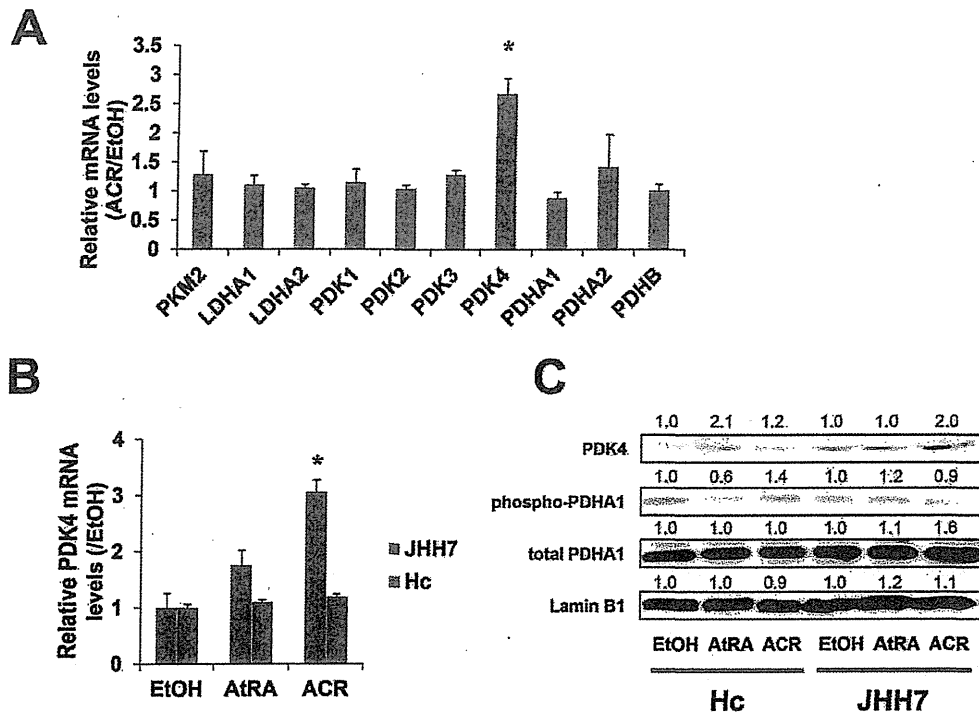 A
Relative mRNA levels
(ACR/EtOH)
3.5
3
2.5
2
1.5
1
0.5
0
*
PKM2
LDHA1
LDHA2
PDK1
PDK2
PDK3
PDK4
PDHA1
PDHA2
PDHB
B
Relative PDK4 mRNA
levels (/EtOH)
4
3
2
1
0
*
EtOH AtRA ACR
JHH7
Hc
C
1.0 2.1 1.2 1.0 1.0 2.0
PDK4
1.0 0.6 1.4 1.0 1.2 0.9
phospho-PDHA1
1.0 1.0 1.0 1.0 1.1 1.6
total PDHA1
1.0 1.0 0.9 1.0 1.2 1.1
Lamin B1
EtOH AtRA ACR EtOH AtRA ACR
Hc JHH7